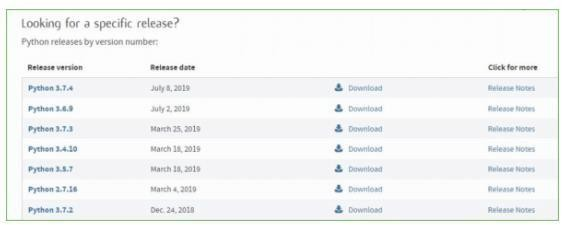 Looking for a specific release?
Python releases by version number:
Release version Release date Click for more
Python 3.7.4 July 8, 2019 Download Release Notes
Python 3.6.9 July 2, 2019 Download Release Notes
Python 3.7.3 March 25, 2019 Download Release Notes
Python 3.4.10 March 18, 2019 Download Release Notes
Python 3.5.7 March 18, 2019 Download Release Notes
Python 2.7.16 March 4, 2019 Download Release Notes
Python 3.7.2 Dec. 24, 2018 Download Release Notes